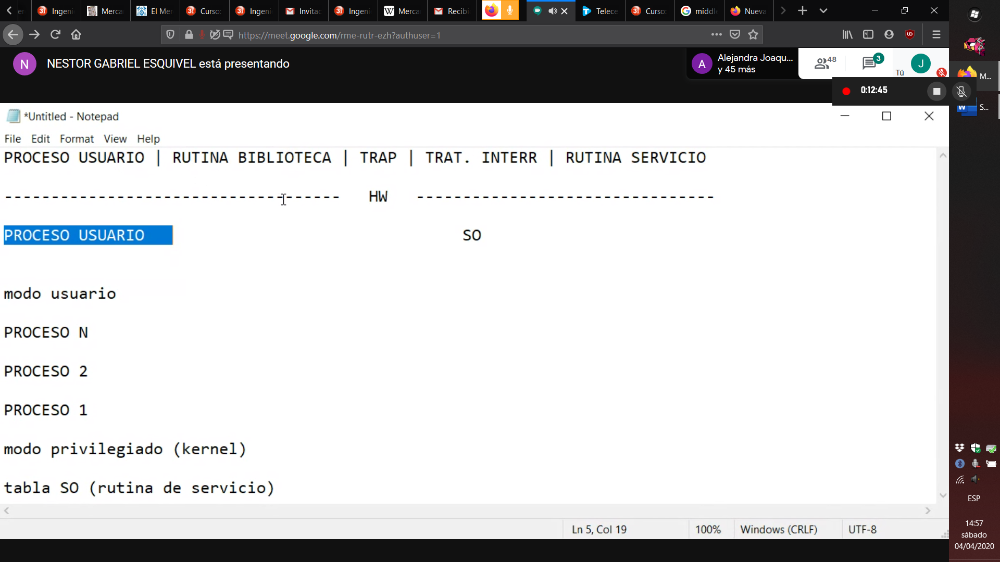 Ingeni Merca El Mer Curso: Ingeni Invitac Ingeni Merca Recibi Telece Curso: middl Nueva
https://meet.google.com/rme-rutr-ezh?authuser=1
N NESTOR GABRIEL ESQUIVEL está presentando
A Alejandra Joaqu... 48 3 Tú J
y 45 más
M...
0:12:45
S...
*Untitled - Notepad
File Edit Format View Help
PROCESO USUARIO | RUTINA BIBLIOTECA | TRAP | TRAT. INTERR | RUTINA SERVICIO
------------------------------------ HW --------------------------------
PROCESO USUARIO SO
modo usuario
PROCESO N
PROCESO 2
PROCESO 1
modo privilegiado (kernel)
tabla SO (rutina de servicio)
Ln 5, Col 19 100% Windows (CRLF) UTF-8
ESP
14:57
sábado
04/04/2020